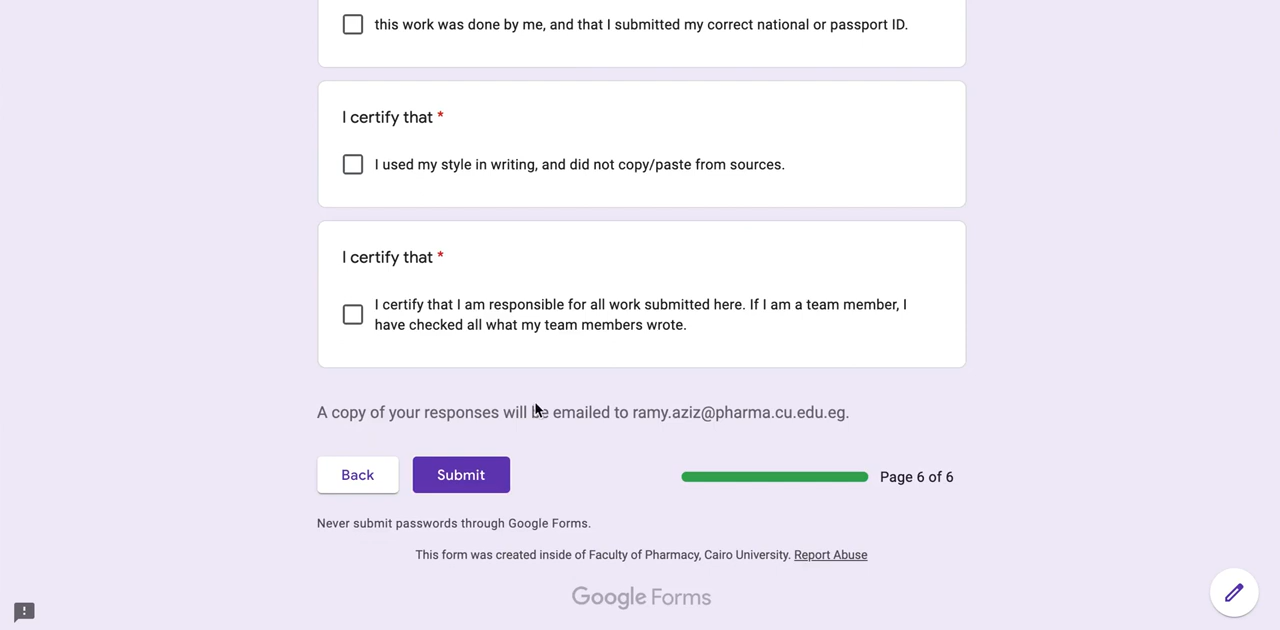 this work was done by me, and that I submitted my correct national or passport ID.
I certify that *
I used my style in writing, and did not copy/paste from sources.
I certify that *
I certify that I am responsible for all work submitted here. If I am a team member, I
have checked all what my team members wrote.
A copy of your responses will be emailed to ramy.aziz@pharma.cu.edu.eg.
Back
Submit
Page 6 of 6
Never submit passwords through Google Forms.
This form was created inside of Faculty of Pharmacy, Cairo University. Report Abuse
Google Forms